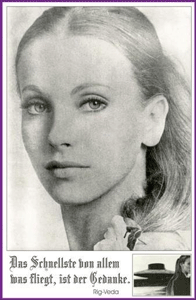 Das Schnellste von allem
was fliegt, ist der Gedanke.
Rig-Veda